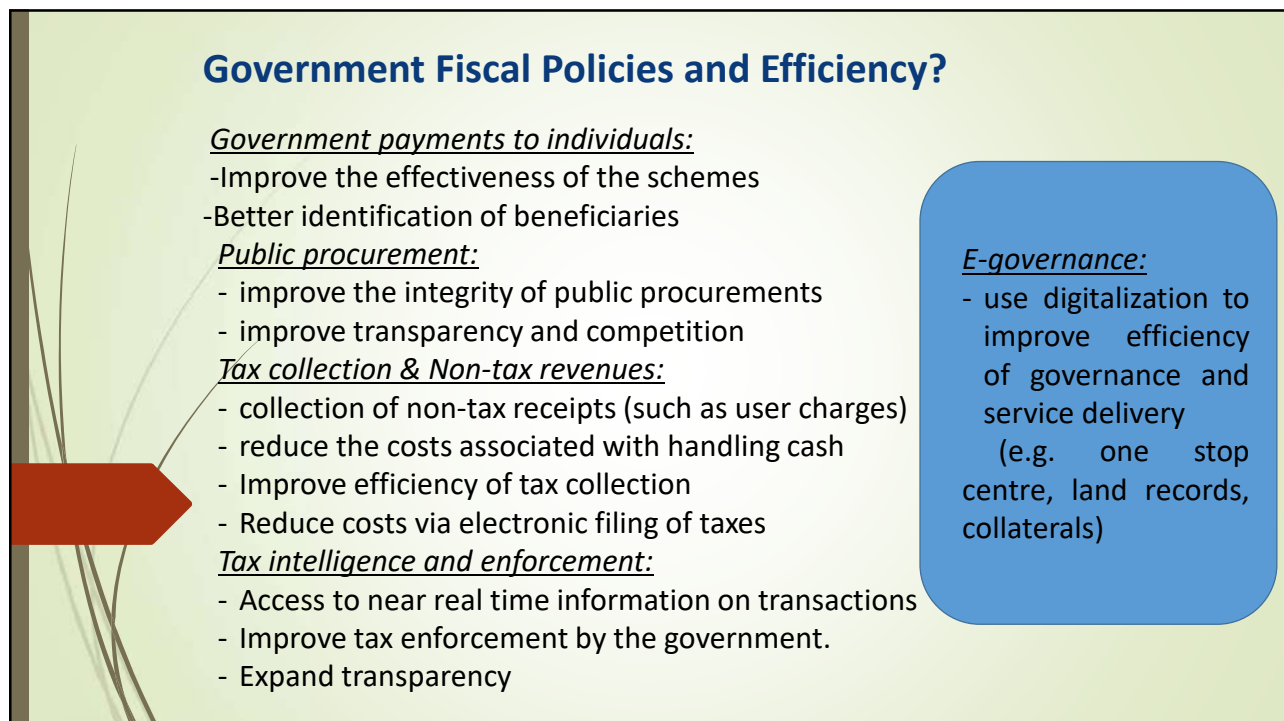 Government Fiscal Policies and Efficiency?
Government payments to individuals:
-Improve the effectiveness of the schemes
-Better identification of beneficiaries
Public procurement:
- improve the integrity of public procurements
- improve transparency and competition
Tax collection & Non-tax revenues:
- collection of non-tax receipts (such as user charges)
- reduce the costs associated with handling cash
- Improve efficiency of tax collection
- Reduce costs via electronic filing of taxes
Tax intelligence and enforcement:
- Access to near real time information on transactions
- Improve tax enforcement by the government.
- Expand transparency
E-governance:
- use digitalization to
improve efficiency
of governance and
service delivery
(e.g. one stop
centre, land records,
collaterals)